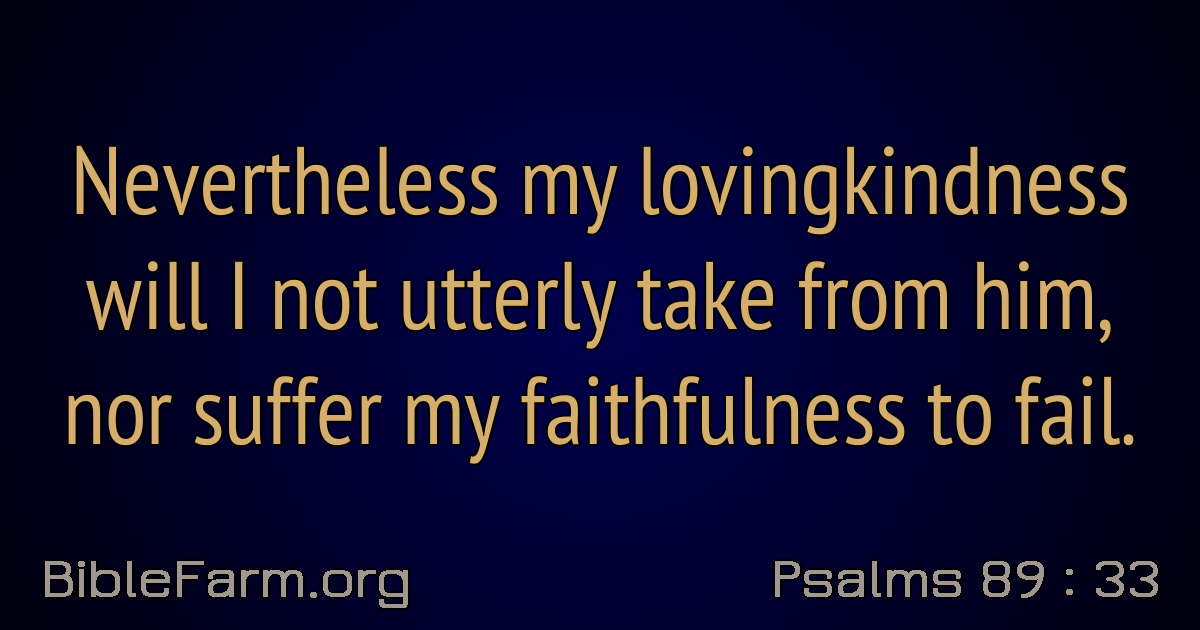 Nevertheless my lovingkindness
will I not utterly take from him,
nor suffer my faithfulness to fail.
BibleFarm.org
Psalms 89 : 33